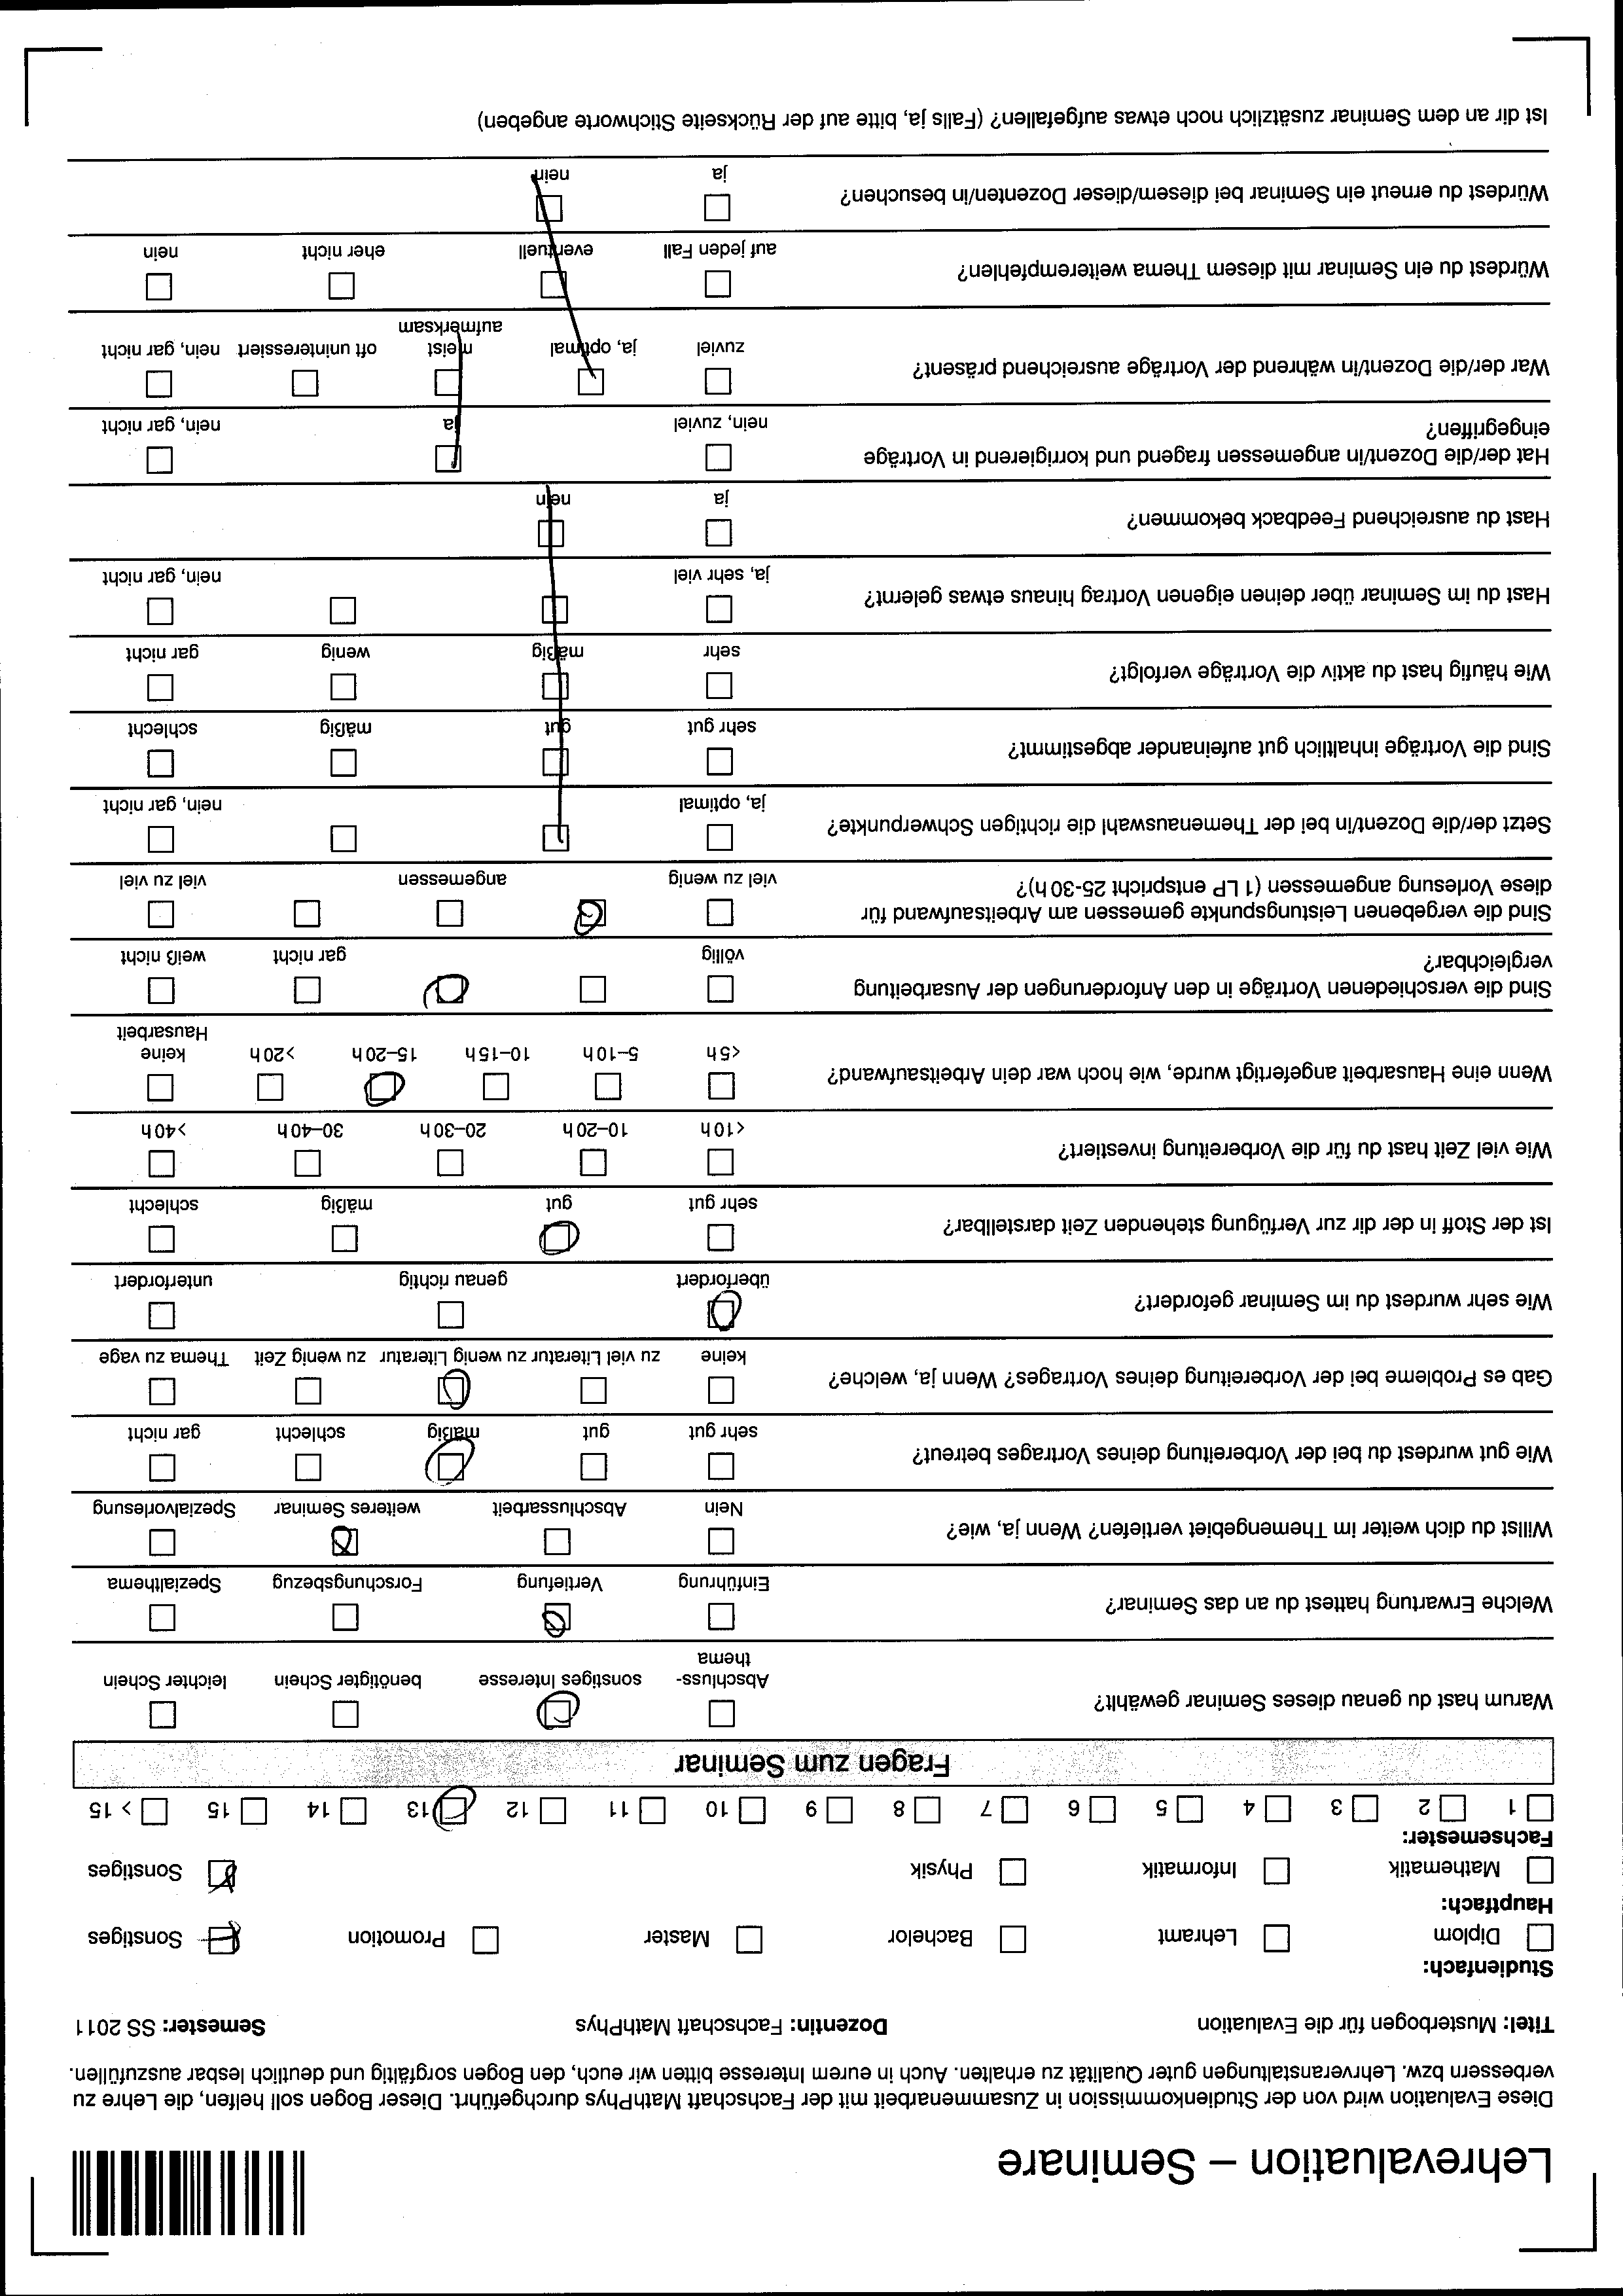 Lehrevaluation – Seminare
Diese Evaluation wird von der Studienkommission in Zusammenarbeit mit der Fachschaft MathPhys durchgeführt. Dieser Bogen soll helfen, die Lehre zu
verbessern bzw. Lehrveranstaltungen guter Qualität zu erhalten. Auch in eurem Interesse bitten wir euch, den Bogen sorgfältig und deutlich lesbar auszufüllen.
Titel: Musterbogen für die Evaluation Dozentin: Fachschaft MathPhys Semester: SS 2011
Studienfach:
Diplom Lehramt Bachelor Master Promotion Sonstiges
Hauptfach:
Mathematik Informatik Physik Sonstiges
Fachsemester:
1 2 3 4 5 6 7 8 9 10 11 12 13 14 15 > 15
Fragen zum Seminar
Warum hast du genau dieses Seminar gewählt?
Abschluss- sonstiges Interesse benötigter Schein leichter Schein
thema
Welche Erwartung hattest du an das Seminar?
Einführung Vertiefung Forschungsbezug Spezialthema
Willst du dich weiter im Themengebiet vertiefen? Wenn ja, wie?
Nein Abschlussarbeit weiteres Seminar Spezialvorlesung
Wie gut wurdest du bei der Vorbereitung deines Vortrages betreut?
sehr gut gut mäßig schlecht gar nicht
Gab es Probleme bei der Vorbereitung deines Vortrages? Wenn ja, welche?
keine zu viel Literatur zu wenig Literatur zu wenig Zeit Thema zu vage
Wie sehr wurdest du im Seminar gefordert?
überfordert genau richtig unterfordert
Ist der Stoff in der dir zur Verfügung stehenden Zeit darstellbar?
sehr gut gut mäßig schlecht
Wie viel Zeit hast du für die Vorbereitung investiert?
<10 h 10–20 h 20–30 h 30–40 h >40 h
Wenn eine Hausarbeit angefertigt wurde, wie hoch war dein Arbeitsaufwand?
<5 h 5–10 h 10–15 h 15–20 h >20 h keine
Hausarbeit
Sind die verschiedenen Vorträge in den Anforderungen der Ausarbeitung
vergleichbar?
völlig gar nicht weiß nicht
Sind die vergebenen Leistungspunkte gemessen am Arbeitsaufwand für
diese Vorlesung angemessen (1 LP entspricht 25-30 h)?
viel zu wenig angemessen viel zu viel
Setzt der/die Dozent/in bei der Themenauswahl die richtigen Schwerpunkte?
ja, optimal nein, gar nicht
Sind die Vorträge inhaltlich gut aufeinander abgestimmt?
sehr gut gut mäßig schlecht
Wie häufig hast du aktiv die Vorträge verfolgt?
sehr mäßig wenig gar nicht
Hast du im Seminar über deinen eigenen Vortrag hinaus etwas gelernt?
ja, sehr viel nein, gar nicht
Hast du ausreichend Feedback bekommen?
ja nein
Hat der/die Dozent/in angemessen fragend und korrigierend in Vorträge
eingegriffen?
nein, zuviel ja nein, gar nicht
War der/die Dozent/in während der Vorträge ausreichend präsent?
zuviel ja, optimal meist oft uninteressiert nein, gar nicht
aufmerksam
Würdest du ein Seminar mit diesem Thema weiterempfehlen?
auf jeden Fall eventuell eher nicht nein
Würdest du erneut ein Seminar bei diesem/dieser Dozenten/in besuchen?
ja nein
Ist dir an dem Seminar zusätzlich noch etwas aufgefallen? (Falls ja, bitte auf der Rückseite Stichworte angeben)